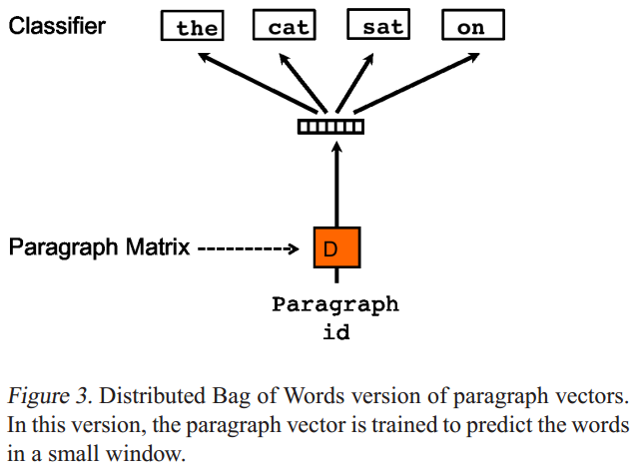 Classifier
the cat sat on
Paragraph Matrix
D
Paragraph
id
Figure 3. Distributed Bag of Words version of paragraph vectors.
In this version, the paragraph vector is trained to predict the words
in a small window.